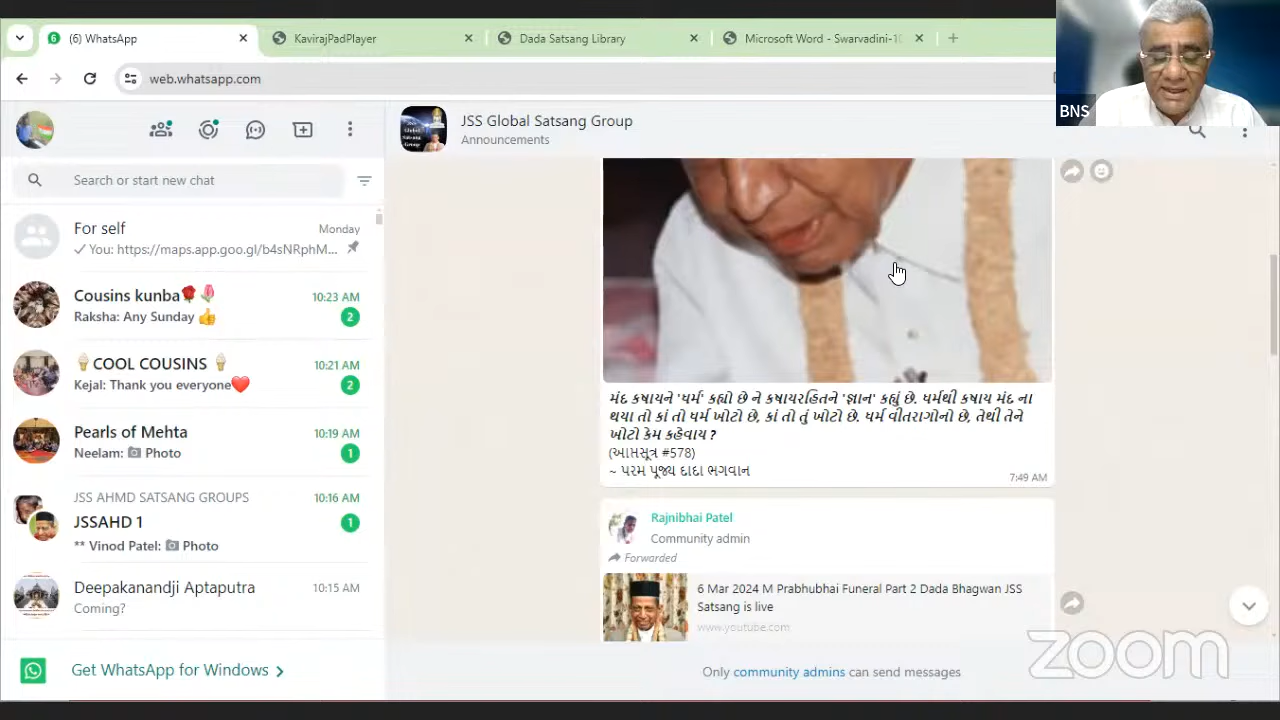 (6) WhatsApp
KavirajPadPlayer
Dada Satsang Library
Microsoft Word - Swarvadini-10
web.whatsapp.com
BNS
JSS Global Satsang Group
Announcements
Search or start new chat
For self
Monday
You: https://maps.app.goo.gl/b4sNRphM...
Cousins kunba🌹🌷
10:23 AM
Raksha: Any Sunday 👍
2
🍦COOL COUSINS 🍦
10:21 AM
Kejal: Thank you everyone❤️
2
Pearls of Mehta
10:19 AM
Neelam: Photo
1
JSS AHMD SATSANG GROUPS
10:16 AM
JSSAHD 1
1
** Vinod Patel: Photo
Deepakanandji Aptaputra
10:15 AM
Coming?
Get WhatsApp for Windows
મંદ કષાયને 'ધર્મ' કહ્યો છે ને કષાયરહિતને 'જ્ઞાન' કહ્યું છે. ધર્મથી કષાય મંદ ના
થયા તો કાં તો ધર્મ ખોટો છે, કાં તો તું ખોટો છે. ધર્મ વીતરાગોનો છે, તેથી તેને
ખોટો કેમ કહેવાય ?
(આપ્તસૂત્ર #578)
~ પરમ પૂજ્ય દાદા ભગવાન
7:49 AM
Rajnibhai Patel
Community admin
Forwarded
6 Mar 2024 M Prabhubhai Funeral Part 2 Dada Bhagwan JSS
Satsang is live
www.youtube.com
Only community admins can send messages
zoom